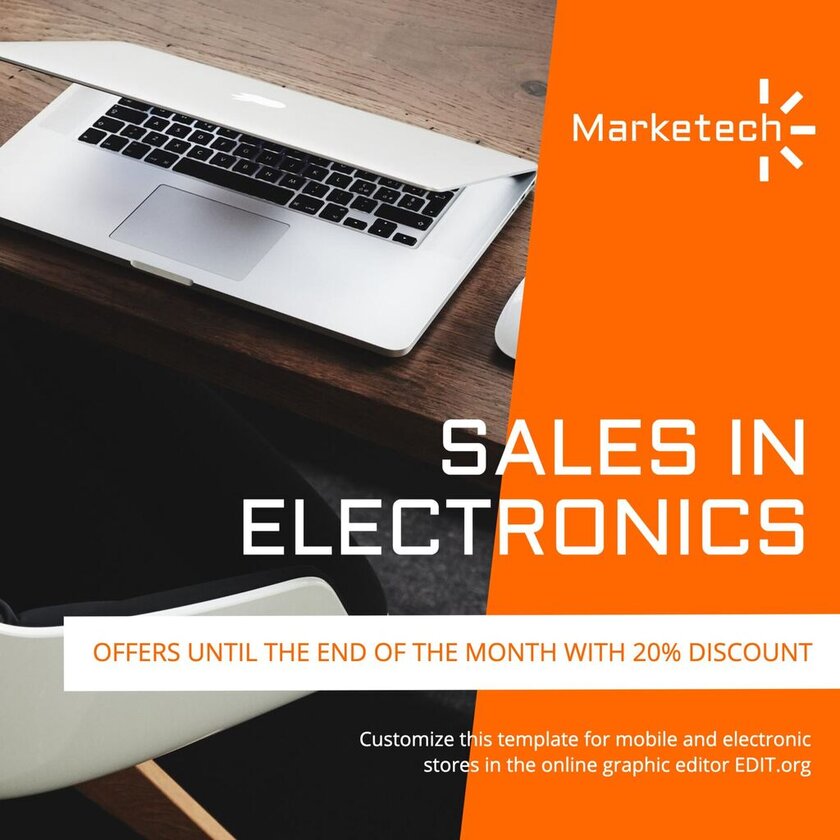 Marketech
SALES IN
ELECTRONICS
OFFERS UNTIL THE END OF THE MONTH WITH 20% DISCOUNT
Customize this template for mobile and electronic
stores in the online graphic editor EDIT.org